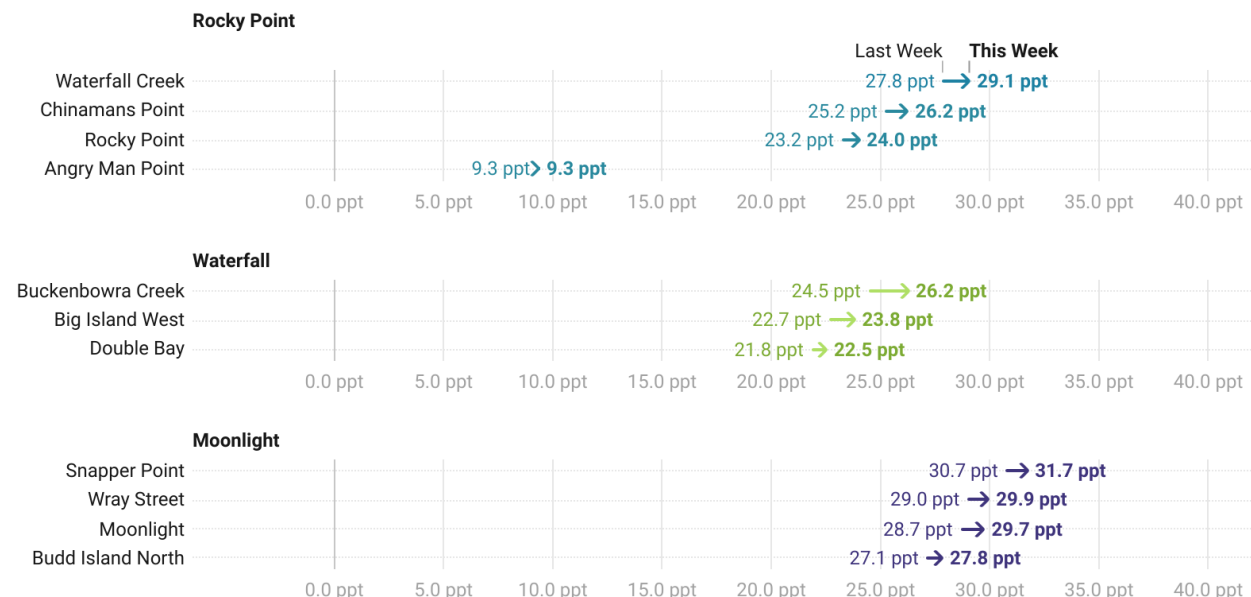 Rocky Point
Last Week This Week
Waterfall Creek 27.8 ppt 29.1 ppt
Chinamans Point 25.2 ppt 26.2 ppt
Rocky Point 23.2 ppt 24.0 ppt
Angry Man Point 9.3 ppt 9.3 ppt
0.0 ppt 5.0 ppt 10.0 ppt 15.0 ppt 20.0 ppt 25.0 ppt 30.0 ppt 35.0 ppt 40.0 ppt
Waterfall
Buckenbowra Creek 24.5 ppt 26.2 ppt
Big Island West 22.7 ppt 23.8 ppt
Double Bay 21.8 ppt 22.5 ppt
0.0 ppt 5.0 ppt 10.0 ppt 15.0 ppt 20.0 ppt 25.0 ppt 30.0 ppt 35.0 ppt 40.0 ppt
Moonlight
Snapper Point 30.7 ppt 31.7 ppt
Wray Street 29.0 ppt 29.9 ppt
Moonlight 28.7 ppt 29.7 ppt
Budd Island North 27.1 ppt 27.8 ppt
0.0 ppt 5.0 ppt 10.0 ppt 15.0 ppt 20.0 ppt 25.0 ppt 30.0 ppt 35.0 ppt 40.0 ppt